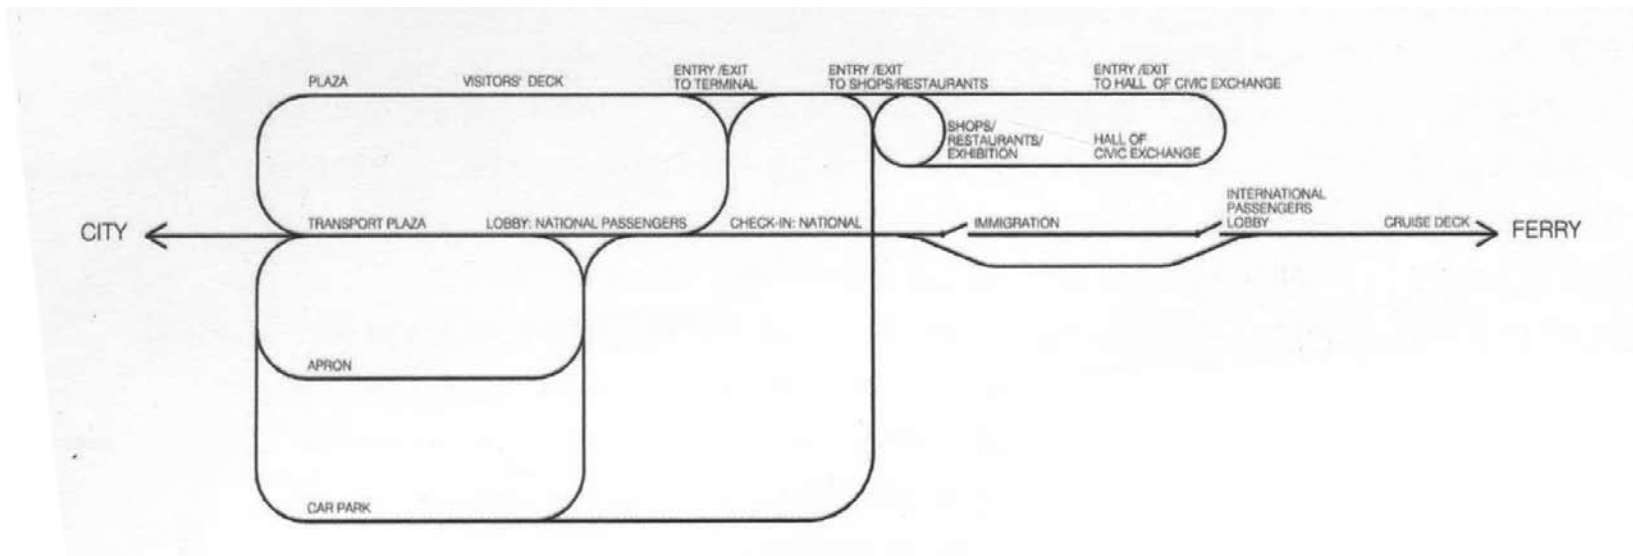 PLAZA
VISITORS' DECK
ENTRY /EXIT
TO TERMINAL
ENTRY /EXIT
TO SHOPS/RESTAURANTS
ENTRY /EXIT
TO HALL OF CIVIC EXCHANGE
SHOPS/
RESTAURANTS/
EXHIBITION
HALL OF
CIVIC EXCHANGE
CITY
TRANSPORT PLAZA
LOBBY: NATIONAL PASSENGERS
CHECK-IN: NATIONAL
IMMIGRATION
INTERNATIONAL
PASSENGERS
LOBBY
CRUISE DECK
FERRY
APRON
CAR PARK